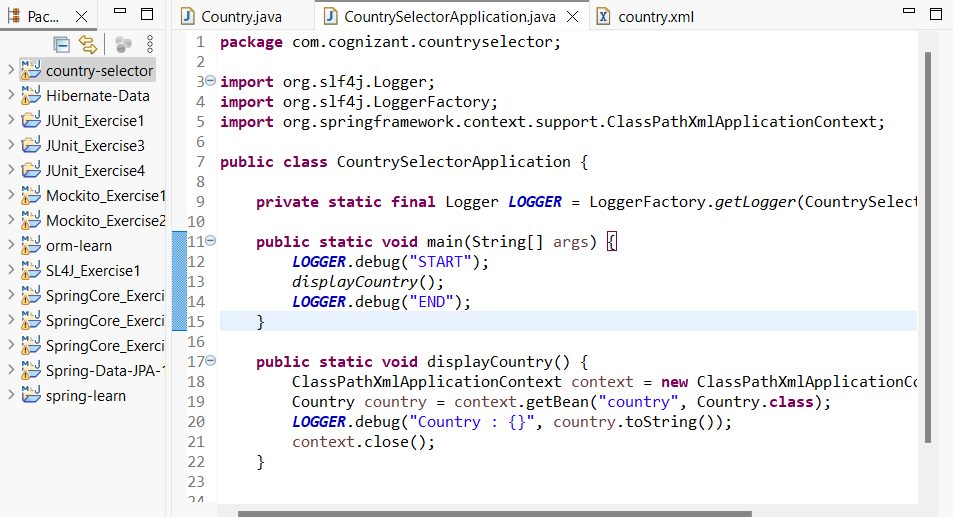 Pac...
Country.java
CountrySelectorApplication.java
country.xml
country-selector
Hibernate-Data
JUnit_Exercise1
JUnit_Exercise3
JUnit_Exercise4
Mockito_Exercise1
Mockito_Exercise2
orm-learn
SL4J_Exercise1
SpringCore_Exerci
SpringCore_Exerci
SpringCore_Exerci
Spring-Data-JPA-
spring-learn
1 package com.cognizant.countryselector;
2
3 import org.slf4j.Logger;
4 import org.slf4j.LoggerFactory;
5 import org.springframework.context.support.ClassPathXmlApplicationContext;
6
7 public class CountrySelectorApplication {
8
9 private static final Logger LOGGER = LoggerFactory.getLogger(CountrySelect
10
11 public static void main(String[] args) {
12 LOGGER.debug("START");
13 displayCountry();
14 LOGGER.debug("END");
15 }
16
17 public static void displayCountry() {
18 ClassPathXmlApplicationContext context = new ClassPathXmlApplicationCo
19 Country country = context.getBean("country", Country.class);
20 LOGGER.debug("Country : {}", country.toString());
21 context.close();
22 }
23
24